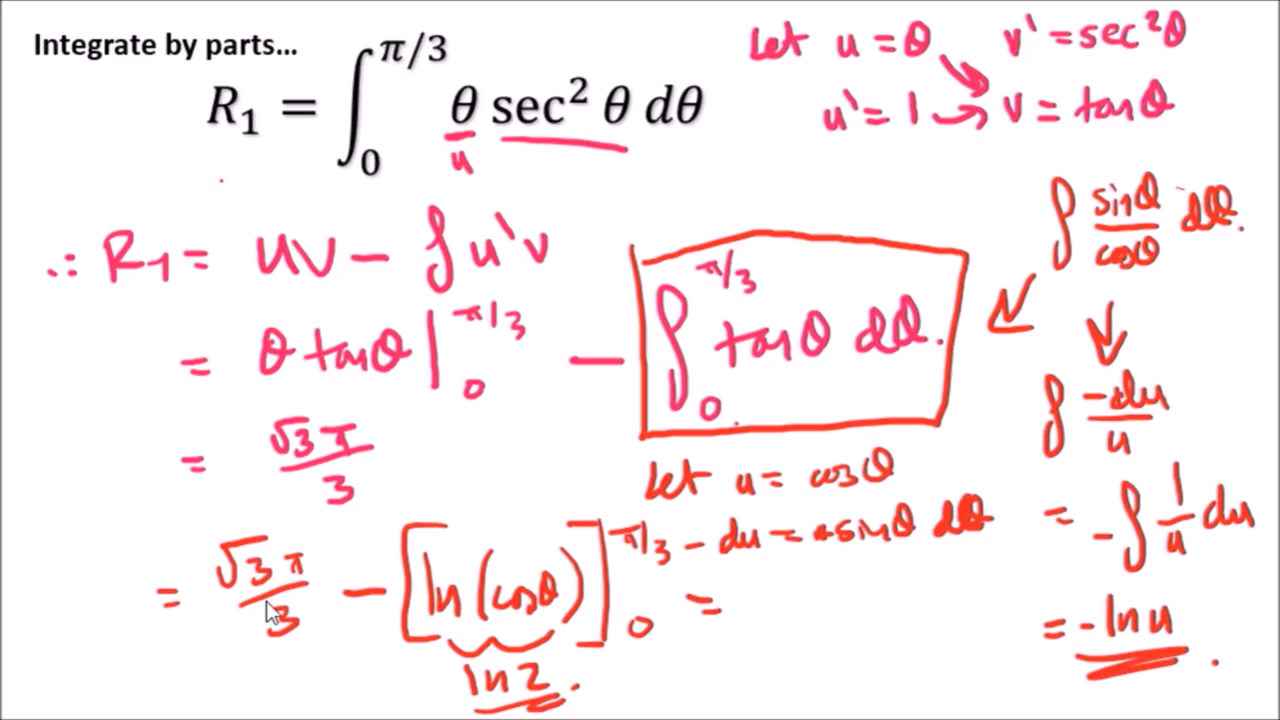 Integrate by parts...
R₁ = ∫₀^{π/3} θ sec² θ dθ
u
Let u = θ   v' = sec²θ
u' = 1 → v = tanθ
∴ R₁ = uv − ∫u'v
= θ tanθ |₀^{π/3} − ∫₀^{π/3} tanθ dθ.
= √3π/3
Let u = cosθ
−du = sinθ dθ
= √3π/3 − [ln(cosθ)]₀^{π/3} =
ln2.
∫ sinθ/cosθ dθ.
∫ −du/u
= −∫ 1/u du
= −ln u